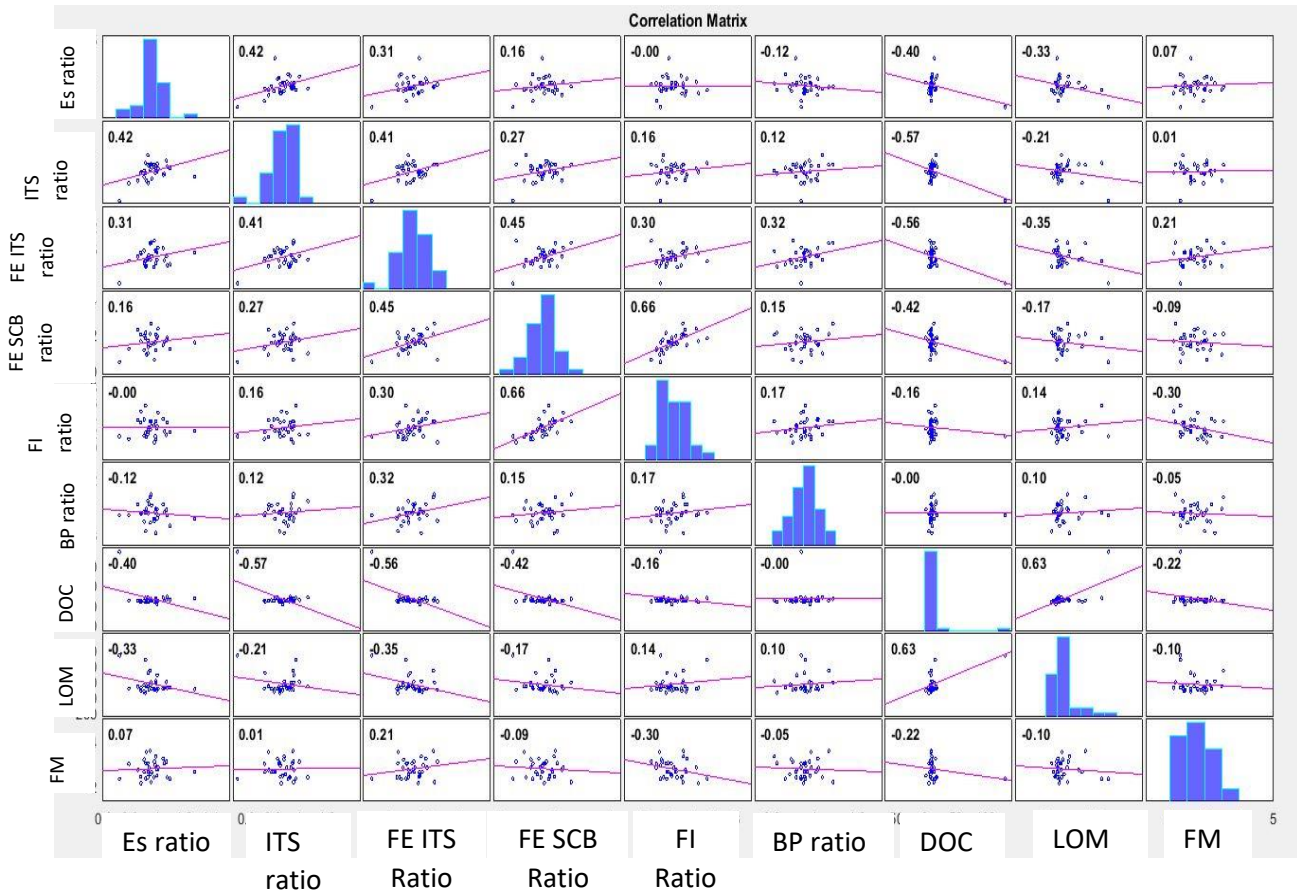 Correlation Matrix
Es ratio
0.42
0.31
0.16
-0.00
-0.12
-0.40
-0.33
0.07
ITS
ratio
0.42
0.41
0.27
0.16
0.12
-0.57
-0.21
0.01
FE ITS
ratio
0.31
0.41
0.45
0.30
0.32
-0.56
-0.35
0.21
FE SCB
ratio
0.16
0.27
0.45
0.66
0.15
-0.42
-0.17
-0.09
FI
ratio
-0.00
0.16
0.30
0.66
0.17
-0.16
0.14
-0.30
BP ratio
-0.12
0.12
0.32
0.15
0.17
-0.00
0.10
-0.05
DOC
-0.40
-0.57
-0.56
-0.42
-0.16
-0.00
0.63
-0.22
LOM
-0.33
-0.21
-0.35
-0.17
0.14
0.10
0.63
-0.10
FM
0.07
0.01
0.21
-0.09
-0.30
-0.05
-0.22
-0.10
5
Es ratio
ITS
ratio
FE ITS
Ratio
FE SCB
Ratio
FI
Ratio
BP ratio
DOC
LOM
FM